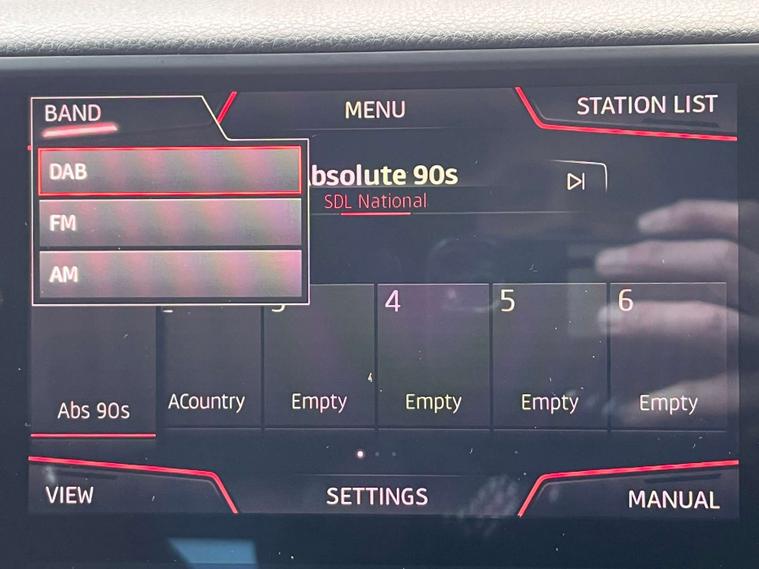 BAND
MENU
STATION LIST
DAB
bsolute 90s
SDL National
FM
AM
4
5
6
Abs 90s
ACountry
Empty
Empty
Empty
Empty
VIEW
SETTINGS
MANUAL